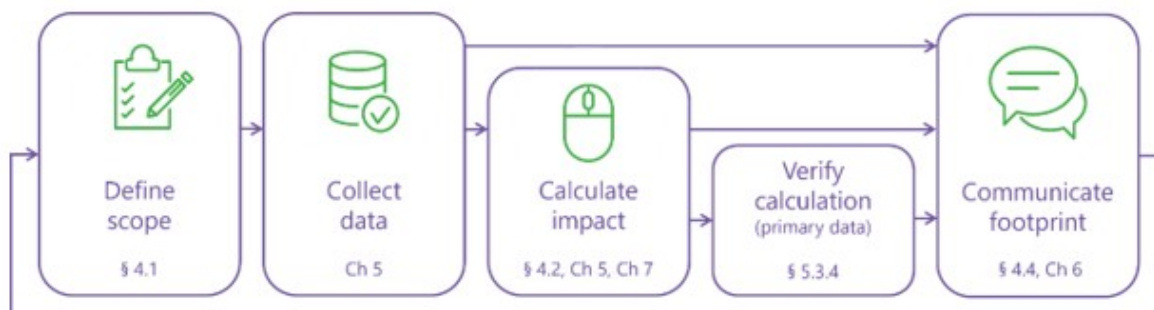 Define
scope
§ 4.1
Collect
data
Ch 5
Calculate
impact
§ 4.2, Ch 5, Ch 7
Verify
calculation
(primary data)
§ 5.3.4
Communicate
footprint
§ 4.4, Ch 6